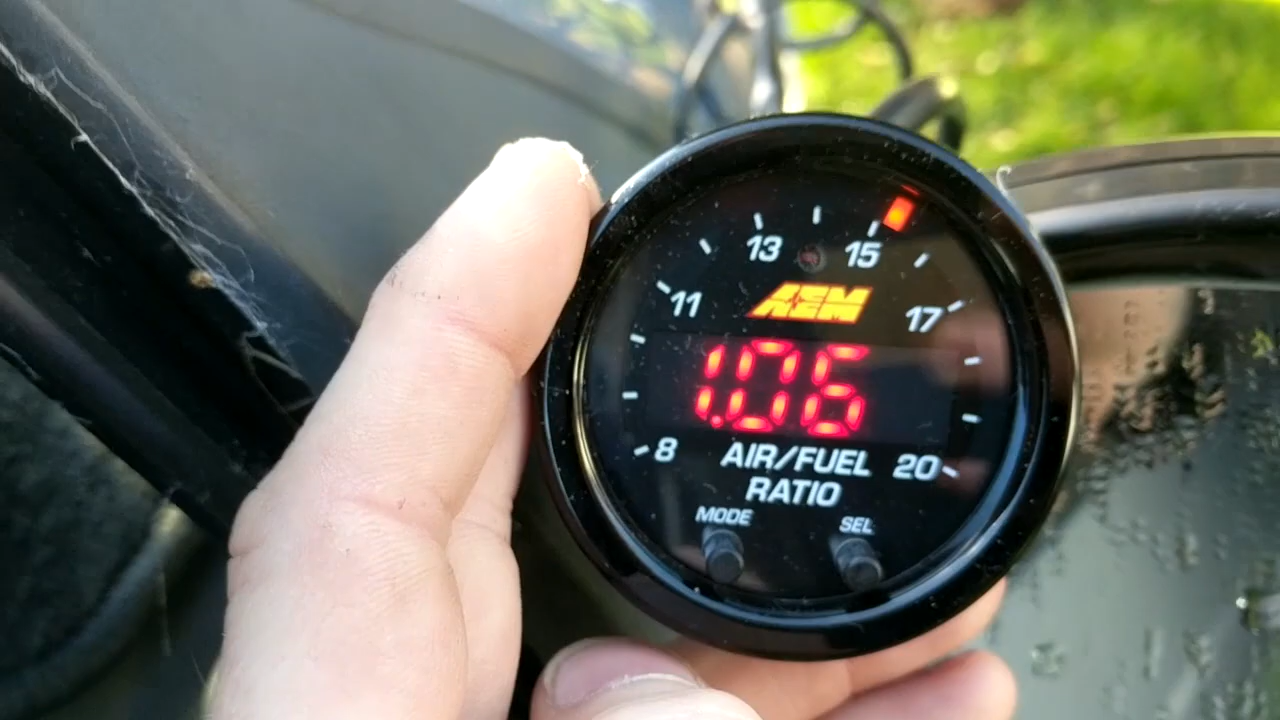 13 15
11 17
AEM
1.06
8 AIR/FUEL 20
RATIO
MODE SEL